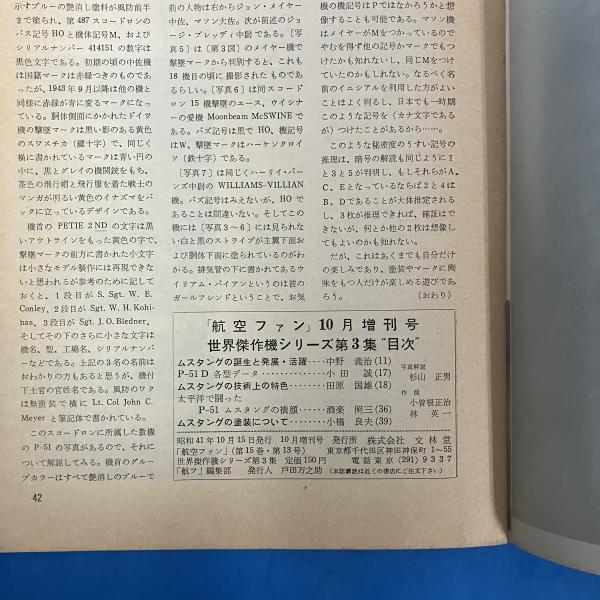 示すブルーの艶消し塗料が風防前半
まで塗られ、第487スコードロンの
バス記号HOと機体記号M、および
シリアルナンバー 414151 の数字は
黒色文字である。初期の頃の中佐機
は国籍マークは赤縁つきのものであ
ったが、1943年9月以降は他の機と
同様に赤縁が青に変るマークになっ
ている。胴体側面にかかれたドイツ
機の撃墜マークは黒い影のある黄色
のスワスチカ（鍵十字）で、同じく
横に書かれているマークは青い円の
中に、黒とグレイの機関銃をもち、
茶色の飛行帽と飛行服を着た戦士の
マンガが明るい黄色のイナズマをバ
ックに立っているデザインである。
機首の PETIE 2ND の文字は黒
いアウトラインをもった黄色の字で、
撃墜マークの前方に書かれた小文字
は小さなモデル製作には再現できな
いと思われるが参考のために記して
おくと、1段目が S. Sgt. W. E.
Conley, 2段目が Sgt. W. H. Kohi-
has, 3段目が Sgt. J. O. Bledner,
そしてその下のさらに小さな文字は
機名、型、工場名、シリアルナンバ
ーなどである。上記の3名の名前は
おわかりの方もあると思うが、機付
下士官の官姓名である。風防のワク
は無塗装で横に Lt. Col John C.
Meyer と筆記体で書かれている。
このスコードロンに所属した数機
の P-51 の写真があるので、それに
ついて解説してみる。機首のグルー
プカラーはすべて艶消しのブルーで
42
前の人物は右からジョン・メイヤー
中佐、マソン大佐。次が前述のジョ
ージ・プレッディ中尉である。〔写
真5〕は〔第3図〕のメイヤー機で
撃墜マークから判別すると、これも
18機目の頃に撮影された ものであ
るらしい。〔写真6〕は同スコード
ロン 15機撃墜のエース、ウイシナ
ーの愛機 Moonbeam McSWINE で
ある。バズ記号は黒で HO、機記号
はW、撃墜マークはハーケンクロイ
ツ（鉄十字）である。
〔写真7〕は同じくハーリイ・バー
ンズ中尉の WILLIAMS-VILLIAN
機。バズ記号はみえないが、HO で
あることは間違いない。そしてこの
機には〔写真3～6〕には見られな
い白と黒のストライプが主翼下面お
よび胴体下面に塗られているのがわ
かる。排気管の下に書かれてあるウ
イリアム・バイアンというのは彼の
ガールフレンドということで、お気
機の機記号はPではなかろうかと想
像することも可能である。マソン機
はメイヤーがMをつかっているので
やむを得ず他の記号かマークでもつ
けたかも知れないし、同じMをつけ
ていたのかもしれない。なるべく名
前のイニシアルを利用した方がよい
ことはよく判るし、日本でも一時期
このような記号を（カナ文字である
が）つけたことがあるから……。
このような秘密度のうすい記号の
推理は、暗号の解読も同じように1
と3と5が判明し、もしそれらがA、
C、EとなっているならばΖと4は
B、Dであることが大体推定される
し、3枚が推理できれば、確証はで
きないが、何とか他の2枚は想像し
てもよいのかも知れない。
だが、これはあくまでも自分だけ
の楽しみであり、塗装やマークに興
味をもつ人だけが楽しめる遊びであ
ろう。　　　　（おわり）
「航空ファン」10月増刊号
世界傑作機シリーズ第3集“目次”
ムスタングの誕生と発展・活躍……中野　義治(11)
P-51 D 各型データ……小田　誠(17)
ムスタングの技術上の特色……田原　国雄(18)
太平洋で闘った
P-51 ムスタングの横顔……酒楽　熙三(36)
ムスタングの塗装について……小橋　良夫(39)
写真解説
杉山　正男
作　図
小曽根正治
林　英一
昭和41年10月15日発行　10月増刊号　発行所　株式会社 文林堂
「航空ファン」（第15巻・第13号）　東京都千代田区神田神保町 1～55
世界傑作機シリーズ第3集　定価150円　電話東京 (291) 9337
「航フ」編集部　発行人　戸田万之助　（本誌購読は近くの書店にご注文下さい）